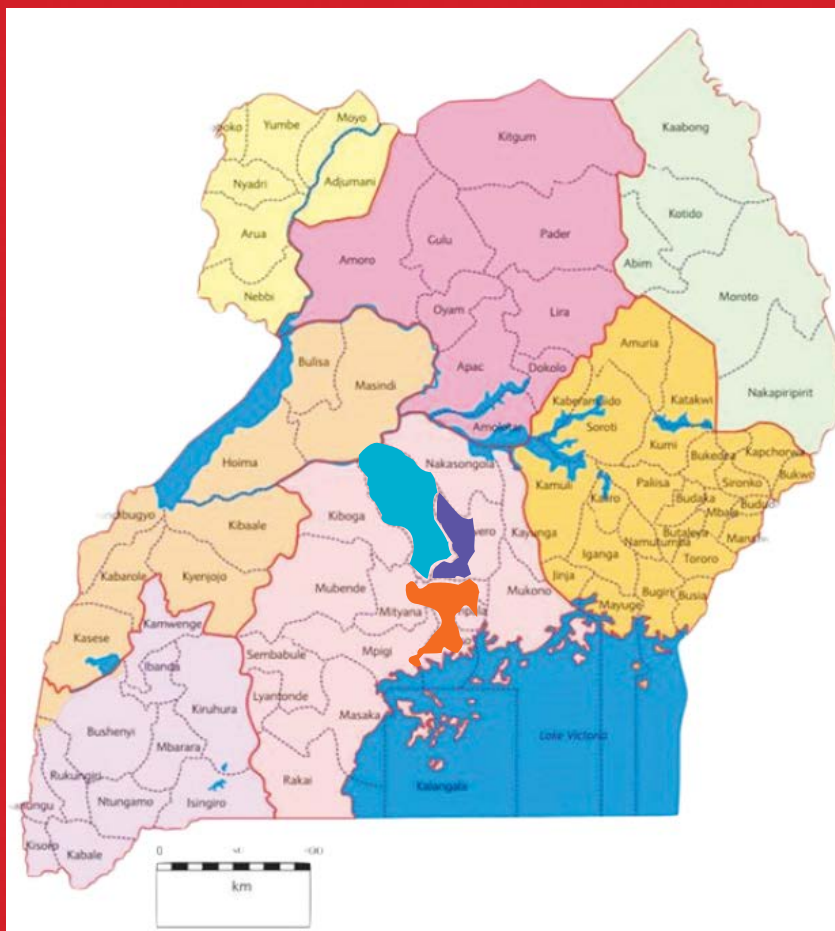 Moyo
Yumbe
Kaabong
Kitgum
Nyadri
Adjumani
Kotido
Arua
Gulu
Pader
Amoro
Abim
Nebbi
Moroto
Oyam
Lira
Amuria
Bulisa
Apac
Dokolo
Masindi
Nakapiripirit
Kaberamaido
Katakwi
Amolatar
Soroti
Kumi
Hoima
Nakasongola
Bukedea
Kapchorwa
Kamuli
Pallisa
Sironko
Bukwo
Kaliro
Budaka
Kiboga
Mbale
Kibaale
Kayunga
Butaleja
Namutumba
Iganga
Tororo
Kabarole
Kyenjojo
Jinja
Mubende
Mukono
Bugiri
Busia
Mityana
Mayuge
Kamwenge
Kasese
Sembabule
Mpigi
Ibanda
Lyantonde
Kiruhura
Masaka
Bushenyi
Lake Victoria
Mbarara
Rukungiri
Rakai
Kalangala
Ntungamo
Isingiro
Kisoro
Kabale
0
km